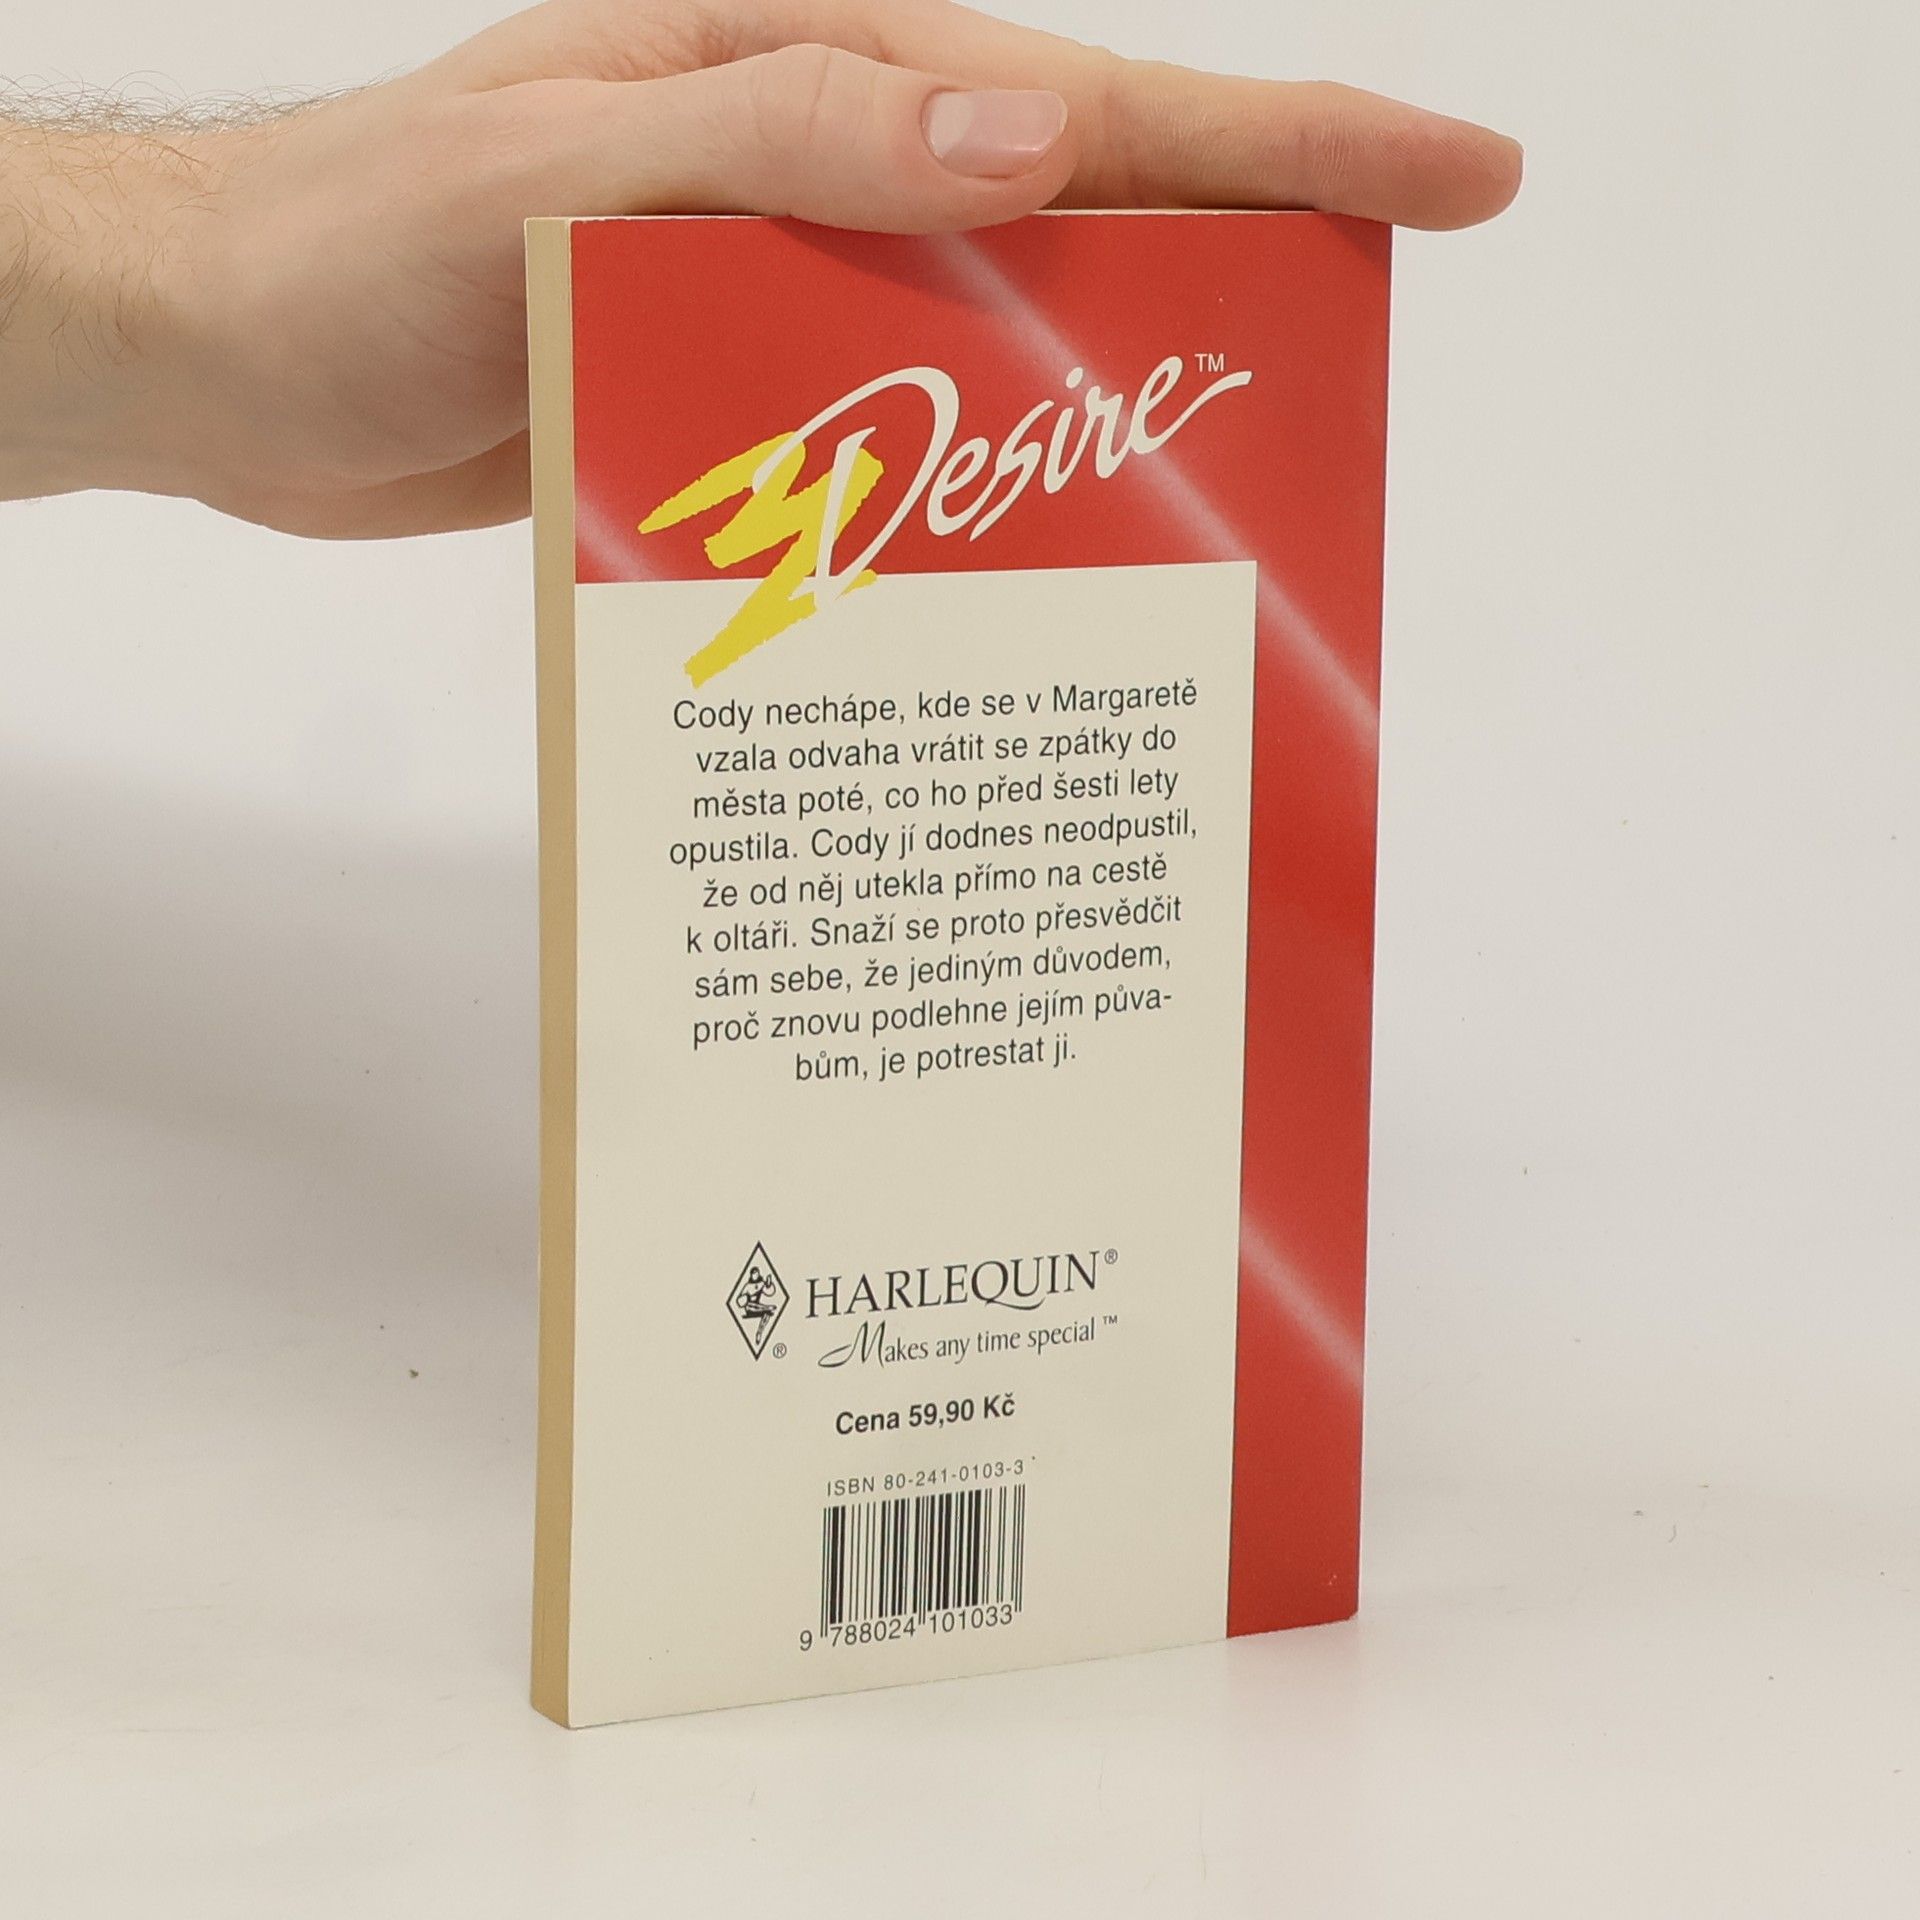 Desire™
Cody nechápe, kde se v Margaretě
vzala odvaha vrátit se zpátky do
města poté, co ho před šesti lety
opustila. Cody jí dodnes neodpustil,
že od něj utekla přímo na cestě
k oltáři. Snaží se proto přesvědčit
sám sebe, že jediným důvodem,
proč znovu podlehne jejím půva-
bům, je potrestat ji.
HARLEQUIN®
®
Makes any time special™
Cena 59,90 Kč
ISBN 80-241-0103-3
9 788024 101033